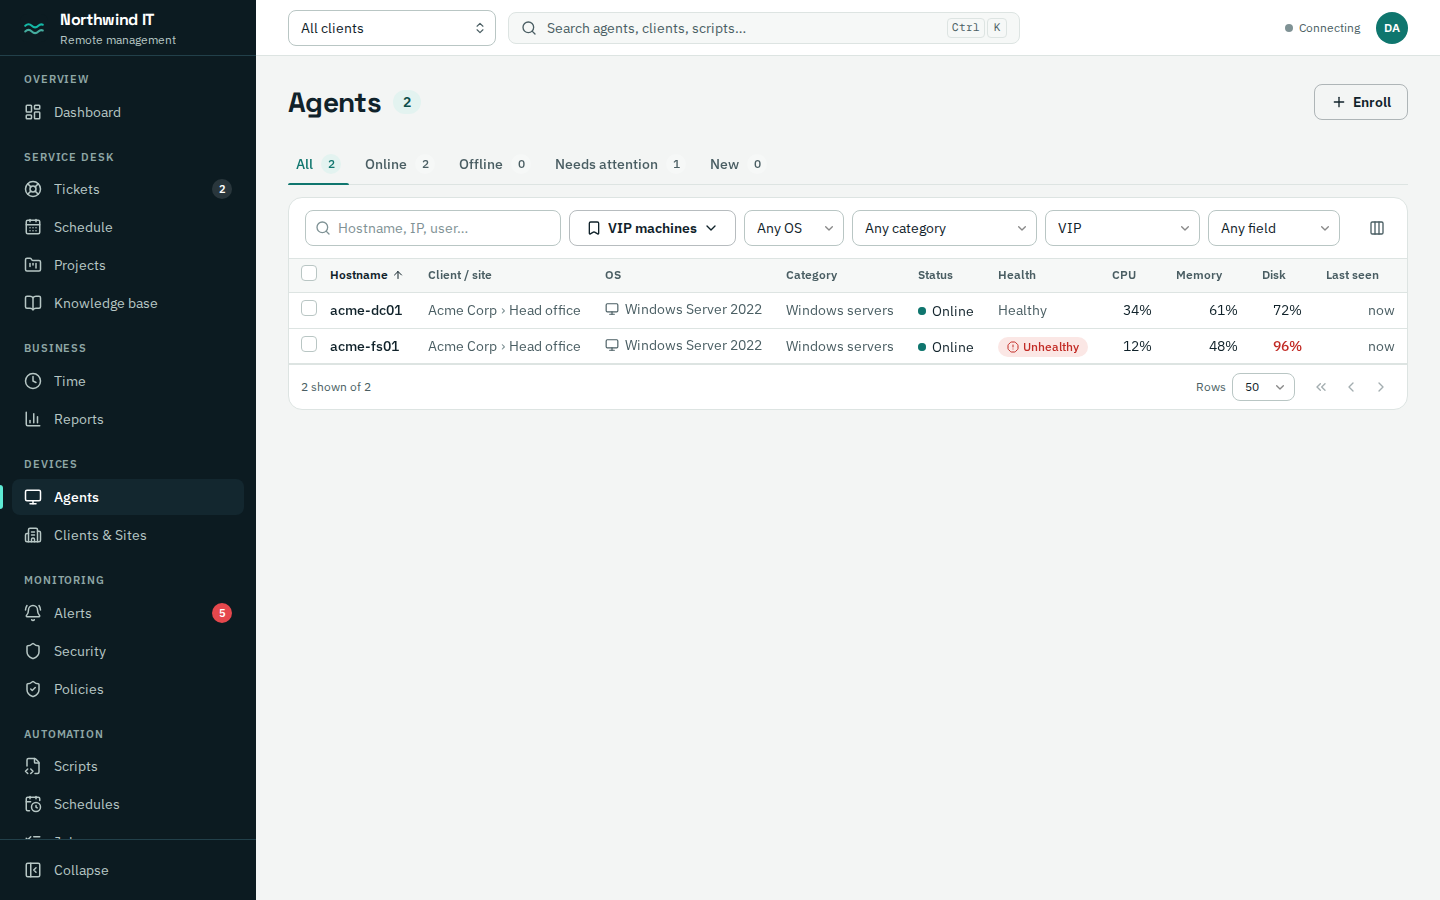 Northwind IT
Remote management
All clients
Search agents, clients, scripts...
Ctrl K
Connecting
DA
OVERVIEW
Dashboard
SERVICE DESK
Tickets 2
Schedule
Projects
Knowledge base
BUSINESS
Time
Reports
DEVICES
Agents
Clients & Sites
MONITORING
Alerts 5
Security
Policies
AUTOMATION
Scripts
Schedules
Collapse
Agents 2
Enroll
All 2 Online 2 Offline 0 Needs attention 1 New 0
Hostname, IP, user... VIP machines Any OS Any category VIP Any field
Hostname Client / site OS Category Status Health CPU Memory Disk Last seen
acme-dc01 Acme Corp › Head office Windows Server 2022 Windows servers Online Healthy 34% 61% 72% now
acme-fs01 Acme Corp › Head office Windows Server 2022 Windows servers Online Unhealthy 12% 48% 96% now
2 shown of 2 Rows 50